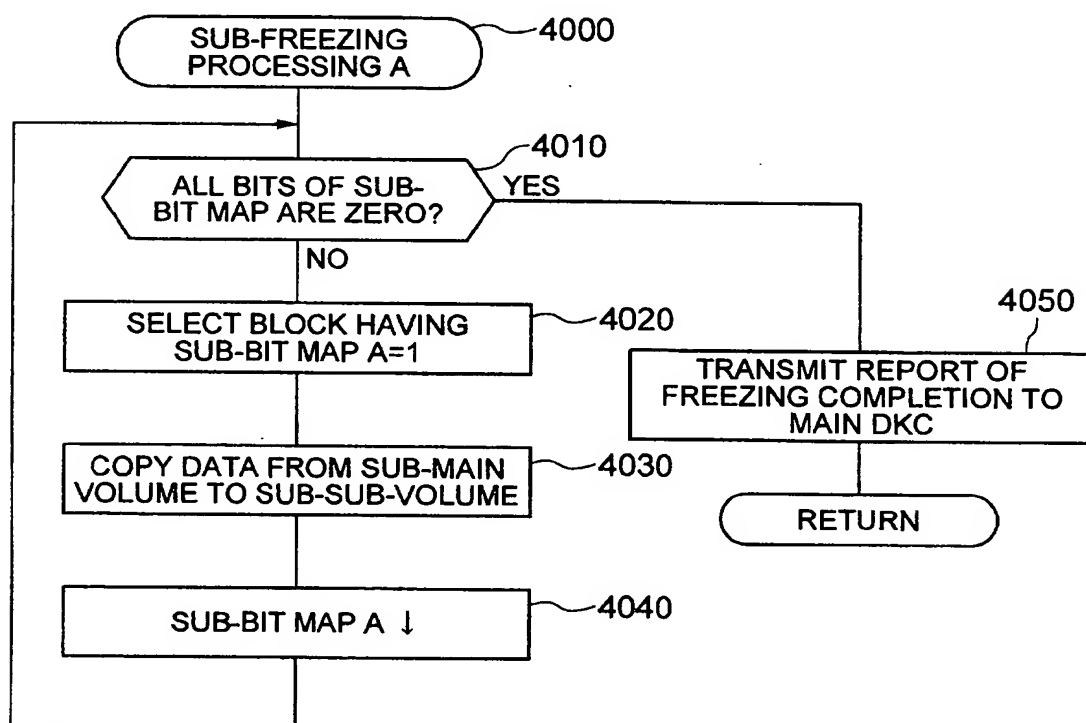 SUB-FREEZING
PROCESSING A
4000
4010
ALL BITS OF SUB-
BIT MAP ARE ZERO?
YES
NO
SELECT BLOCK HAVING
SUB-BIT MAP A=1
4020
4050
TRANSMIT REPORT OF
FREEZING COMPLETION TO
MAIN DKC
COPY DATA FROM SUB-MAIN
VOLUME TO SUB-SUB-VOLUME
4030
RETURN
SUB-BIT MAP A ↓
4040